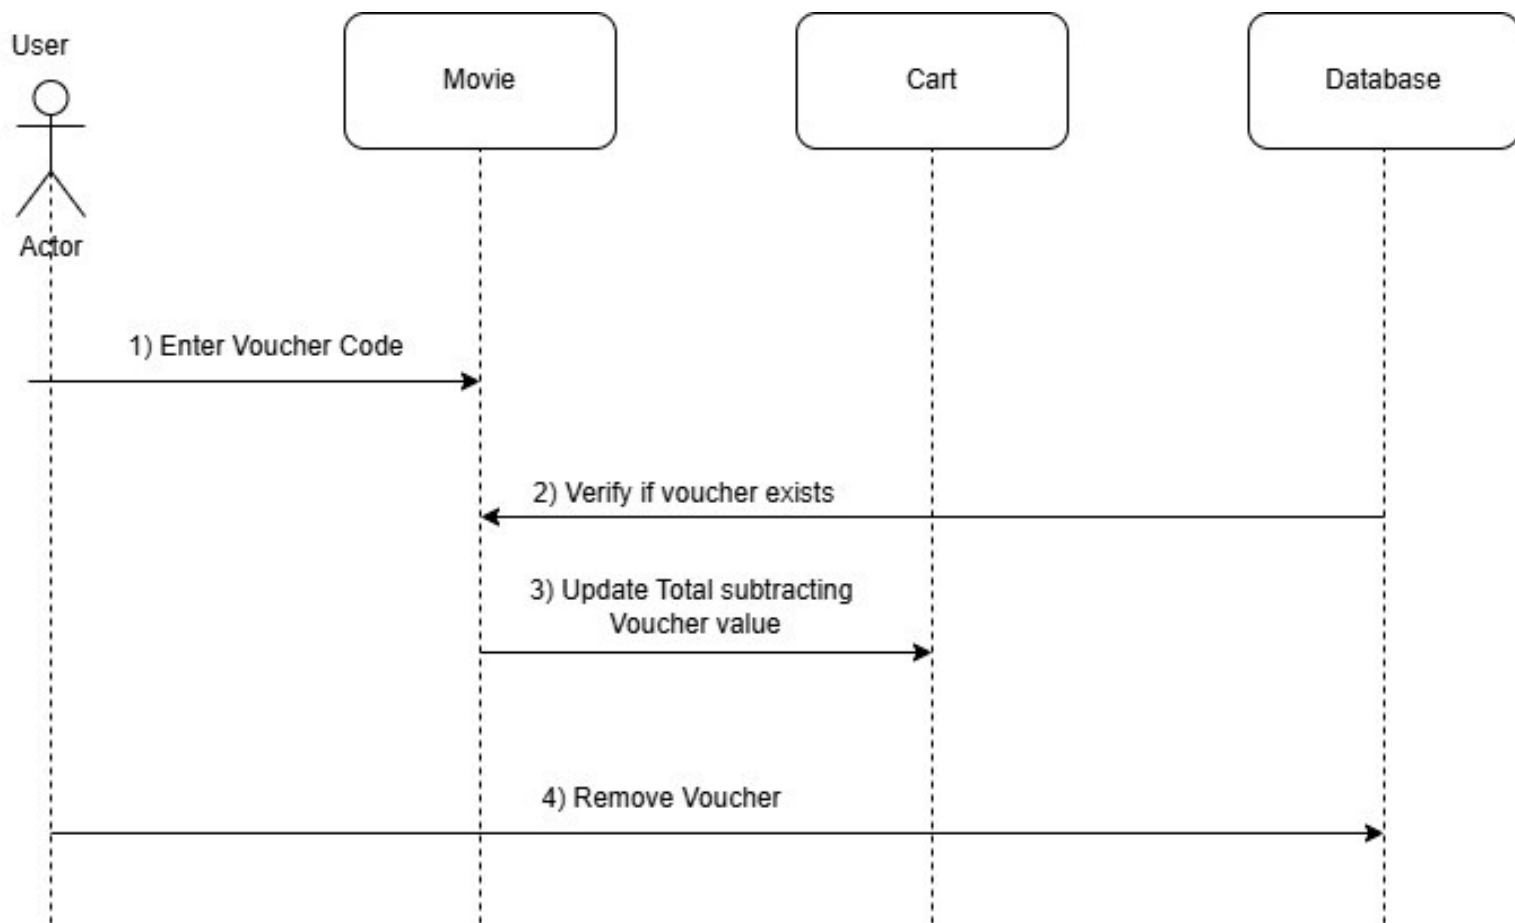 User
Movie
Cart
Database
Actor
1) Enter Voucher Code
2) Verify if voucher exists
3) Update Total subtracting
Voucher value
4) Remove Voucher